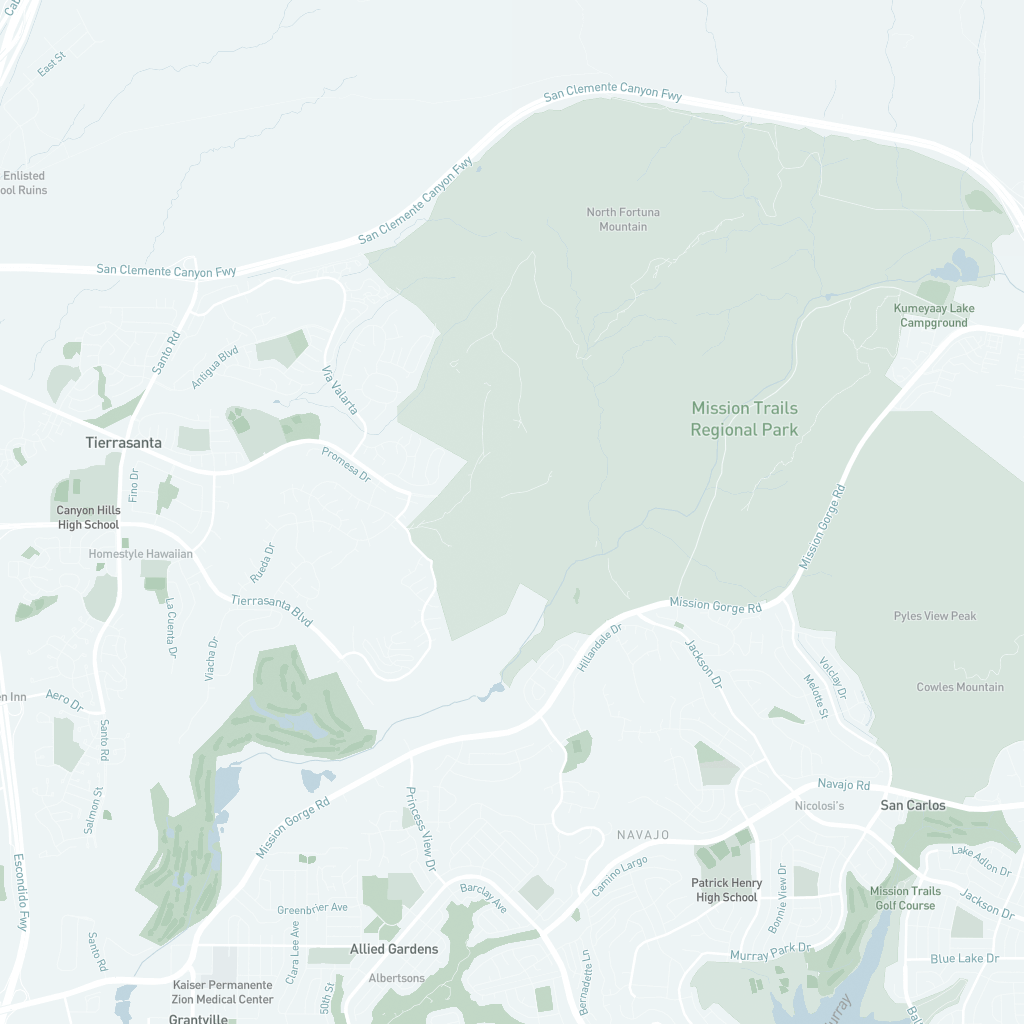 East St
San Clemente Canyon Fwy
Enlisted
ool Ruins
San Clemente Canyon Fwy
North Fortuna
Mountain
San Clemente Canyon Fwy
Kumeyaay Lake
Campground
Santo Rd
Antigua Blvd
Via Valarta
Mission Trails
Regional Park
Tierrasanta
Promesa Dr
Fino Dr
Canyon Hills
High School
Mission Gorge Rd
Homestyle Hawaiian
Rueda Dr
Tierrasanta Blvd
La Cuenta Dr
Mission Gorge Rd
Pyles View Peak
Hillandale Dr
Viacha Dr
Jackson Dr
Volclay Dr
Melotte St
Cowles Mountain
en Inn
Aero Dr
Santo Rd
Salmon St
Mission Gorge Rd
Princess View Dr
Navajo Rd
Nicolosi's
San Carlos
NAVAJO
Lake Adlon Dr
Escondido Fwy
Camino Largo
Patrick Henry
High School
Barclay Ave
Bonnie View Dr
Mission Trails
Golf Course
Jackson Dr
Greenbrier Ave
Clara Lee Ave
Santo Rd
Allied Gardens
Murray Park Dr
Blue Lake Dr
Albertsons
Kaiser Permanente
Zion Medical Center
50th St
Bernadette Ln
Grantville
urray